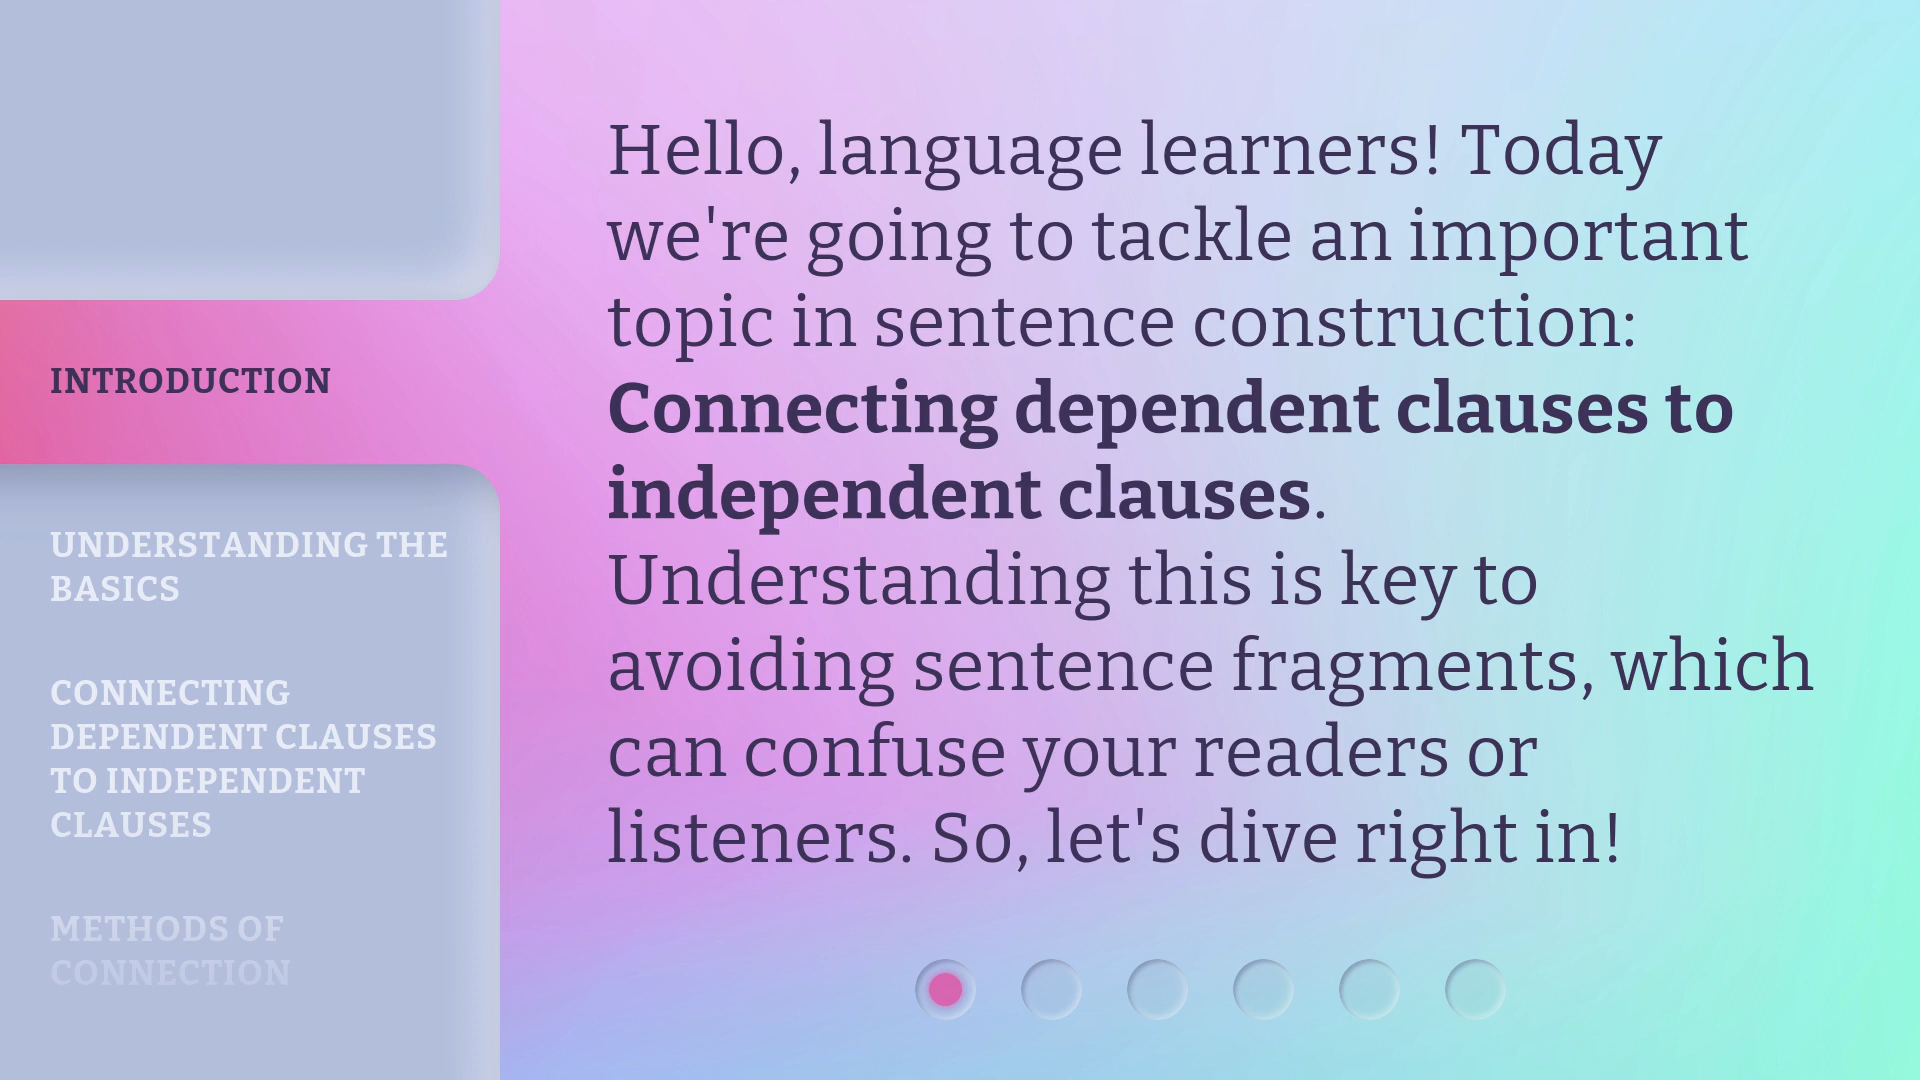 INTRODUCTION
UNDERSTANDING THE
BASICS
CONNECTING
DEPENDENT CLAUSES
TO INDEPENDENT
CLAUSES
METHODS OF
CONNECTION
Hello, language learners! Today
we're going to tackle an important
topic in sentence construction:
Connecting dependent clauses to
independent clauses.
Understanding this is key to
avoiding sentence fragments, which
can confuse your readers or
listeners. So, let's dive right in!